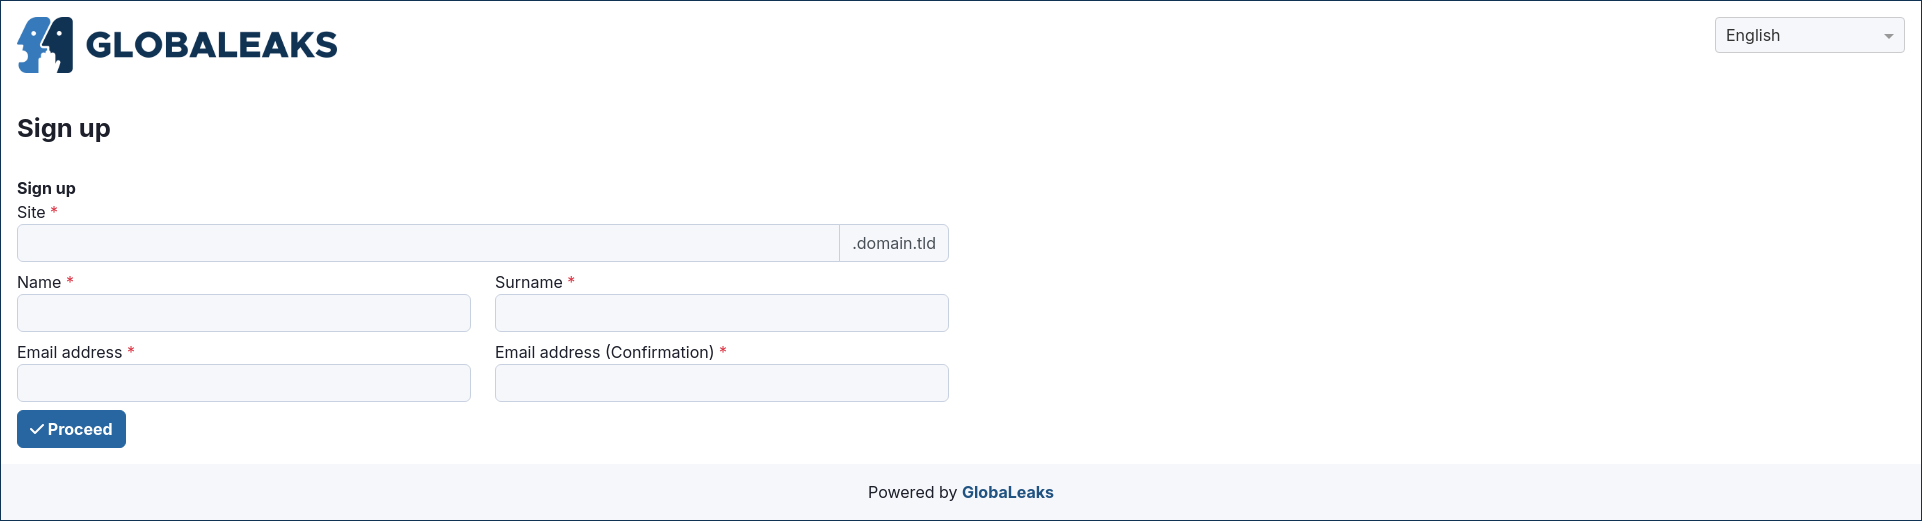 GLOBALEAKS
English
Sign up
Sign up
Site *
.domain.tld
Name * Surname *
Email address * Email address (Confirmation) *
Proceed
Powered by GlobaLeaks